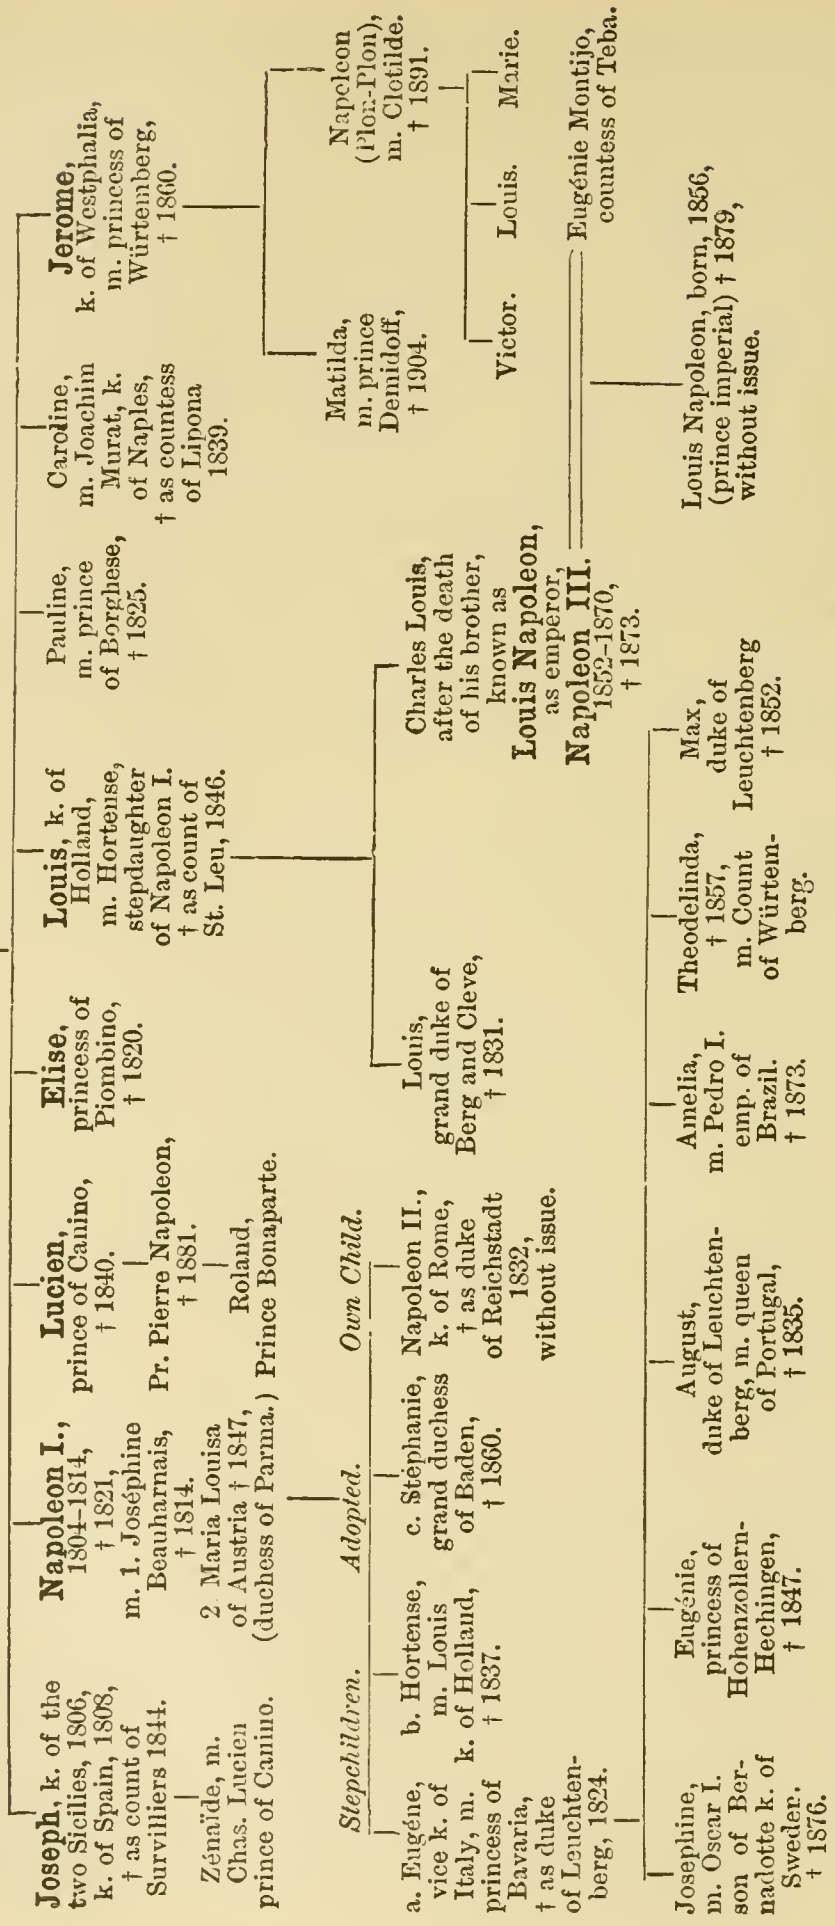 Joseph, k. of the
two Sicilies, 1806,
k. of Spain, 1808,
† as count of
Survilliers 1844.
Zénaïde, m.
Chas. Lucien
prince of Canino.
Napoleon I.,
1804–1814,
† 1821,
m. 1. Joséphine
Beauharnais,
† 1814.
2. Maria Louisa
of Austria † 1847,
(duchess of Parma.)
Lucien,
prince of Canino,
† 1840.
Pr. Pierre Napoleon,
† 1881.
Roland,
Prince Bonaparte.
Elise,
princess of
Piombino,
† 1820.
Louis, k. of
Holland,
m. Hortense,
stepdaughter
of Napoleon I.
† as count of
St. Leu, 1846.
Pauline,
m. prince
of Borghese,
† 1825.
Caroline,
m. Joachim
Murat, k.
of Naples,
† as countess
of Lipona
1839.
Jerome,
k. of Westphalia,
m. princess of
Würtemberg,
† 1860.
Matilda,
m. prince
Demidoff,
† 1904.
Napoleon
(Plon-Plon),
m. Clotilde.
† 1891.
Victor.
Louis.
Marie.
Stepchildren.
Adopted.
Own Child.
a. Eugéne,
vice k. of
Italy, m.
princess of
Bavaria,
† as duke
of Leuchten-
berg, 1824.
b. Hortense,
m. Louis
k. of Holland,
† 1837.
c. Stéphanie,
grand duchess
of Baden,
† 1860.
Napoleon II.,
k. of Rome,
† as duke
of Reichstadt
1832,
without issue.
Louis,
grand duke of
Berg and Cleve,
† 1831.
Charles Louis,
after the death
of his brother,
known as
Louis Napoleon,
as emperor,
Napoleon III.
1852–1870,
† 1873.
Eugénie Montijo,
countess of Teba.
Louis Napoleon, born, 1856,
(prince imperial) † 1879,
without issue.
Josephine,
m. Oscar I.
son of Ber-
nadotte k. of
Sweden.
† 1876.
Eugénie,
princess of
Hohenzollern-
Hechingen,
† 1847.
August,
duke of Leuchten-
berg, m. queen
of Portugal,
† 1835.
Amelia,
m. Pedro I.
emp. of
Brazil.
† 1873.
Theodelinda,
† 1857,
m. Count
of Würtem-
berg.
Max,
duke of
Leuchtenberg
† 1852.